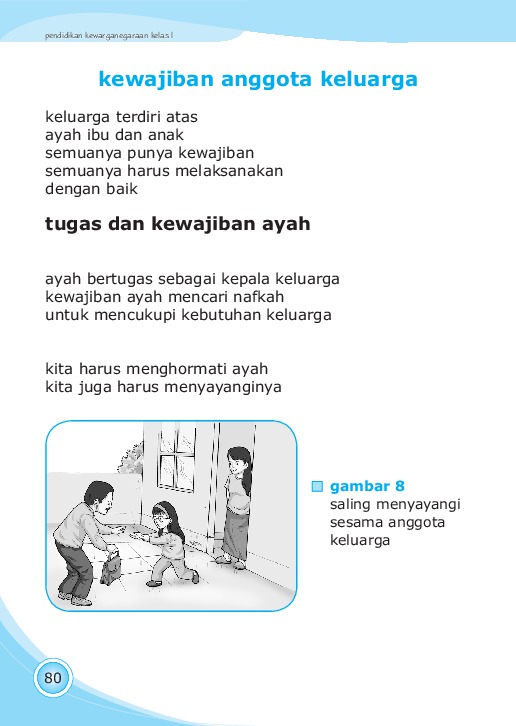 pendidikan kewarganegaraan kelas I
kewajiban anggota keluarga
keluarga terdiri atas
ayah ibu dan anak
semuanya punya kewajiban
semuanya harus melaksanakan
dengan baik
tugas dan kewajiban ayah
ayah bertugas sebagai kepala keluarga
kewajiban ayah mencari nafkah
untuk mencukupi kebutuhan keluarga
kita harus menghormati ayah
kita juga harus menyayanginya
gambar 8
saling menyayangi
sesama anggota
keluarga
80